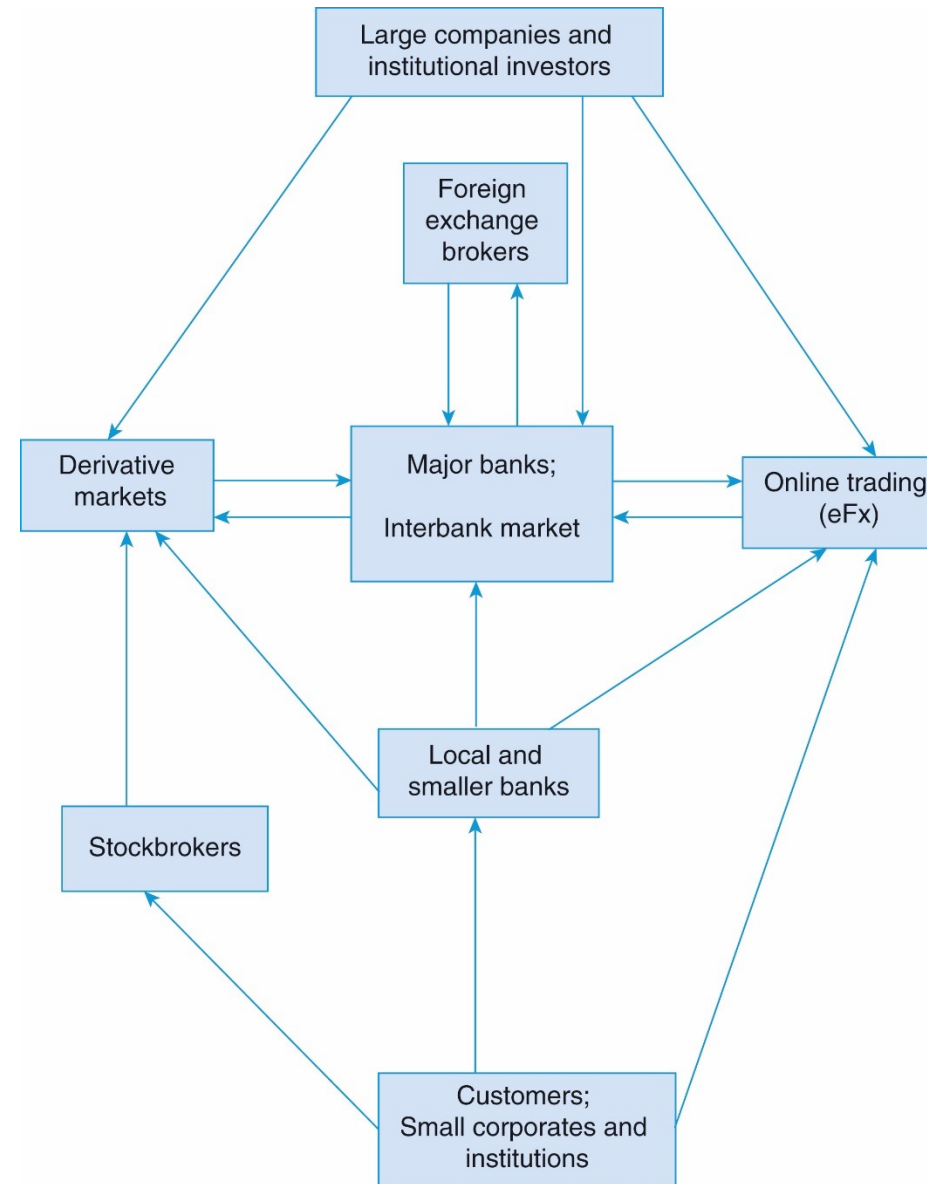 Large companies and
institutional investors
Foreign
exchange
brokers
Derivative
markets
Major banks;
Interbank market
Online trading
(eFx)
Local and
smaller banks
Stockbrokers
Customers;
Small corporates and
institutions